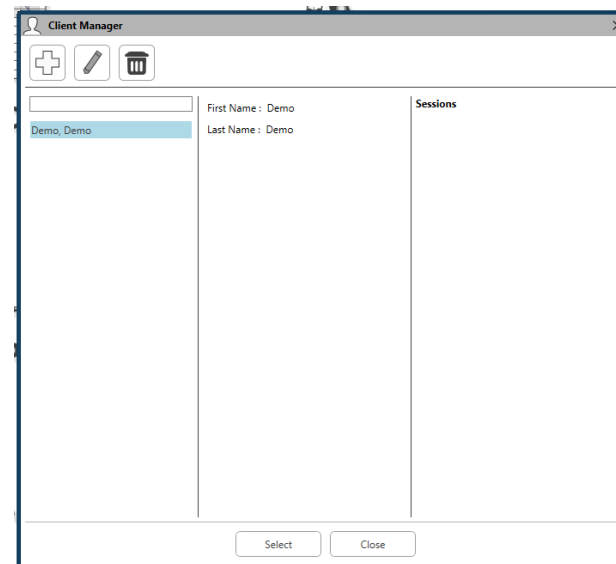 Client Manager
Demo, Demo
First Name : Demo
Last Name : Demo
Sessions
Select
Close